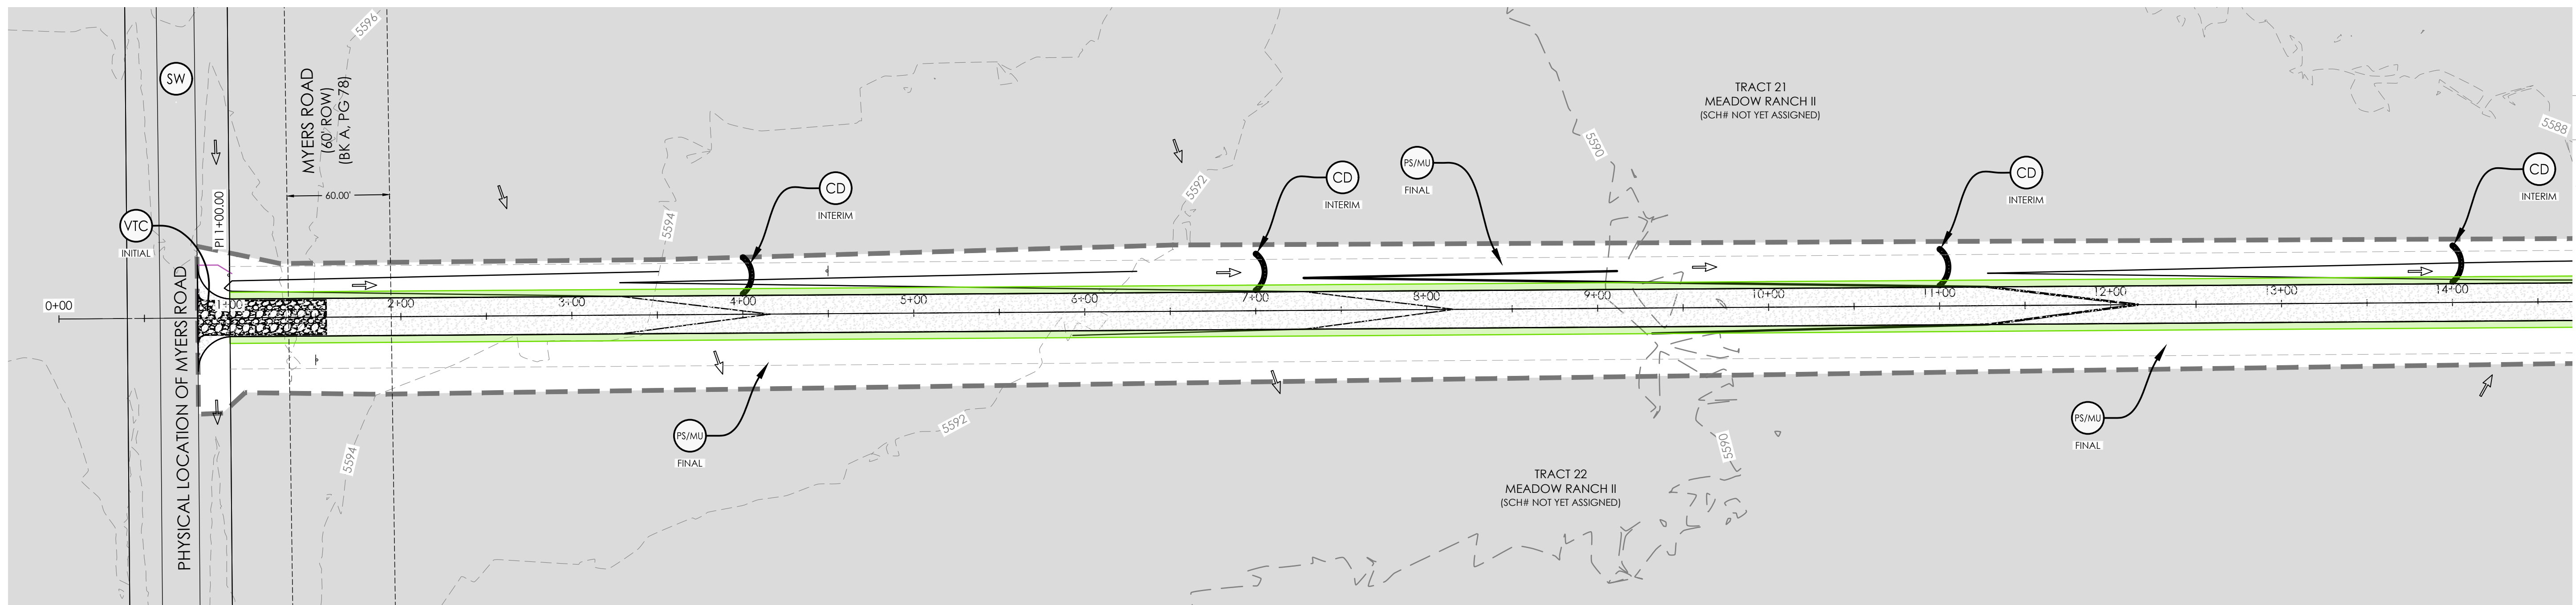 5596
SW
MYERS ROAD
(60' ROW)
(BK A, PG 78)
TRACT 21
MEADOW RANCH II
(SCH# NOT YET ASSIGNED)
5588
5590
CD
INTERIM
CD
INTERIM
PS/MU
FINAL
CD
INTERIM
CD
INTERIM
60.00'
5592
5594
PI 1+00.00
VTC
INITIAL
0+00
1+00
2+00
3+00
4+00
5+00
6+00
7+00
8+00
9+00
10+00
11+00
12+00
13+00
14+00
PHYSICAL LOCATION OF MYERS ROAD
PS/MU
FINAL
5592
5594
5590
PS/MU
FINAL
TRACT 22
MEADOW RANCH II
(SCH# NOT YET ASSIGNED)